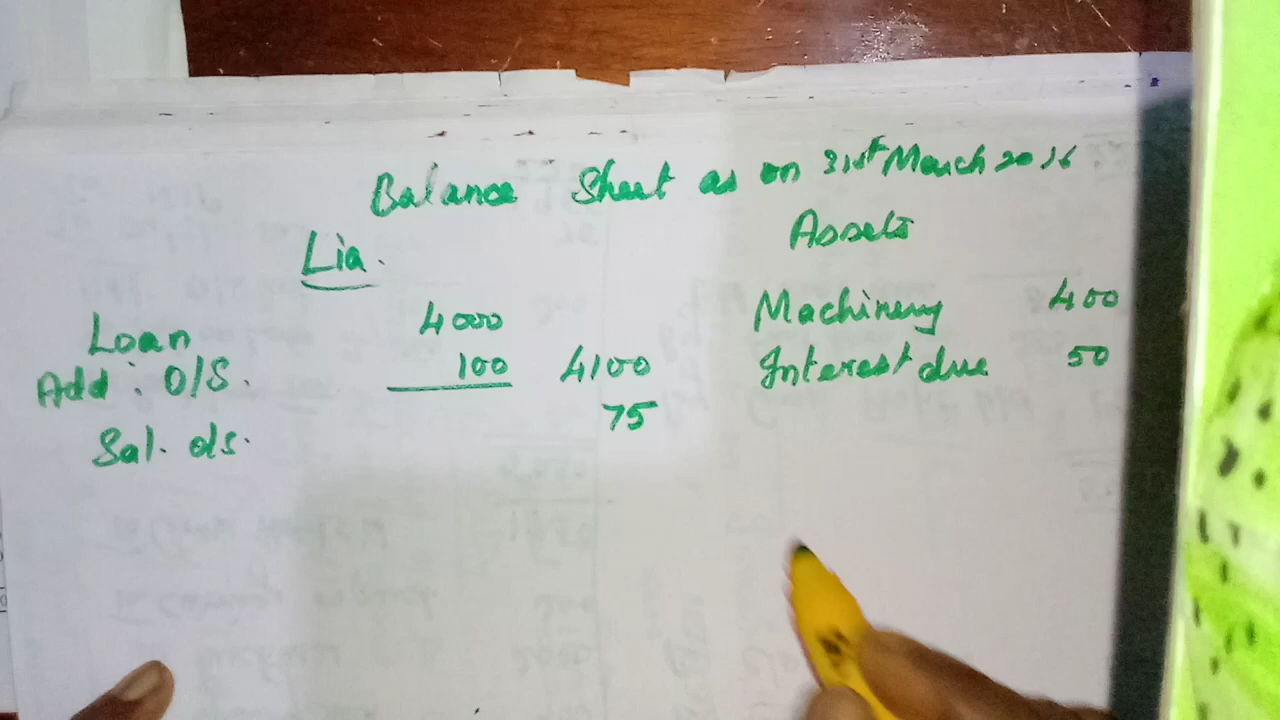 Balance Sheet as on 31st March 2016
Lia.
Assets
Loan 4000
Add: O/S. 100 4100
Sal. o/s. 75
Machinery 400
Interest due 50